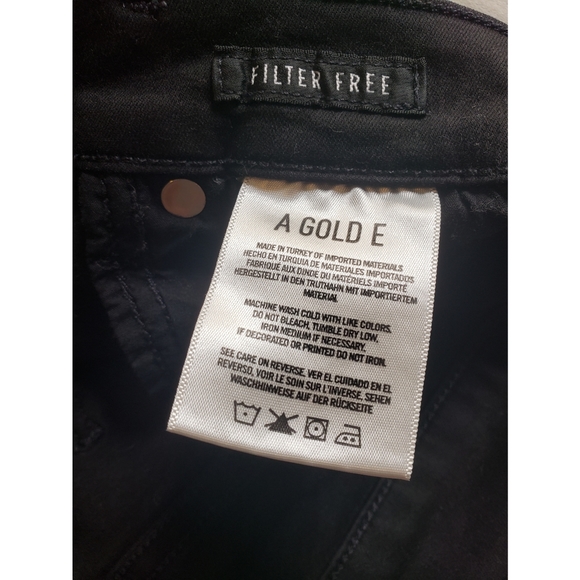 FILTER FREE
A GOLD E
MADE IN TURKEY OF IMPORTED MATERIALS
HECHO EN TURQUIA DE MATERIALES IMPORTADOS
FABRIQUÉ AUX DINDE DU MATÉRIELS IMPORTÉ
HERGESTELLT IN DEN TRUTHAHN MIT IMPORTIERTEM
MATERIAL
MACHINE WASH COLD WITH LIKE COLORS.
DO NOT BLEACH, TUMBLE DRY LOW,
IRON MEDIUM IF NECESSARY.
IF DECORATED OR PRINTED DO NOT IRON.
SEE CARE ON REVERSE. VER EL CUIDADO EN EL
REVERSO, VOIR LE SOIN SUR L'INVERSE. SEHEN
WASCHHINWEISE AUF DER RÜCKSEITE